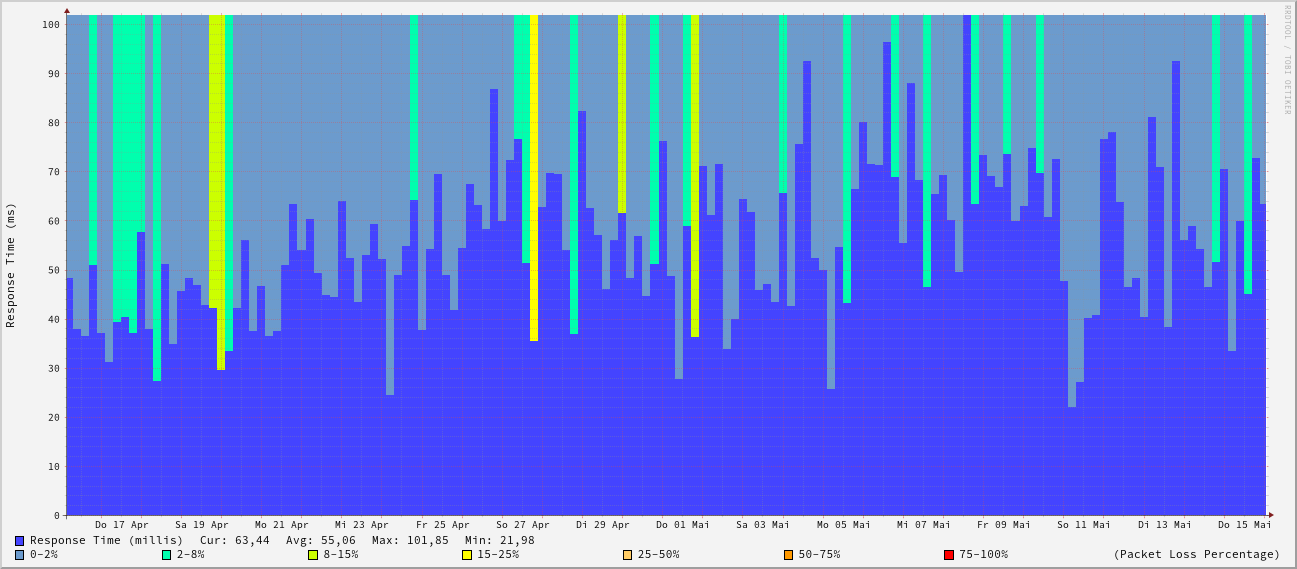 RRDTOOL / TOBI OETIKER
Response Time (ms)
100
90
80
70
60
50
40
30
20
10
0
Do 17 Apr Sa 19 Apr Mo 21 Apr Mi 23 Apr Fr 25 Apr So 27 Apr Di 29 Apr Do 01 Mai Sa 03 Mai Mo 05 Mai Mi 07 Mai Fr 09 Mai So 11 Mai Di 13 Mai Do 15 Mai
Response Time (millis) Cur: 63,44 Avg: 55,06 Max: 101,85 Min: 21,98
0-2% 2-8% 8-15% 15-25% 25-50% 50-75% 75-100% (Packet Loss Percentage)